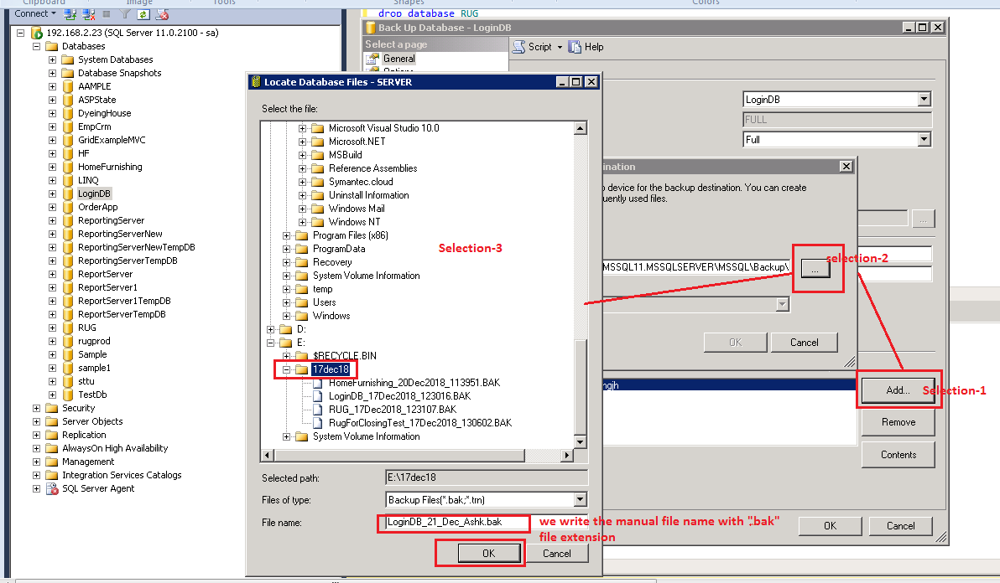 Clipboard
Image
Tools
Shapes
Colors
Connect
drop database RUG
192.168.2.23 (SQL Server 11.0.2100 - sa)
Databases
System Databases
Database Snapshots
AAMPLE
ASPState
DyeingHouse
EmpCrm
GridExampleMVC
HF
HomeFurnishing
LINQ
LoginDB
OrderApp
ReportingServer
ReportingServerNew
ReportingServerNewTempDB
ReportingServerTempDB
ReportServer
ReportServer1
ReportServer1TempDB
ReportServerTempDB
RUG
rugprod
Sample
sample1
sttu
TestDb
Security
Server Objects
Replication
AlwaysOn High Availability
Management
Integration Services Catalogs
SQL Server Agent
Back Up Database - LoginDB
Select a page
General
Options
Script
Help
LoginDB
FULL
Full
ination
o device for the backup destination. You can create
uently used files.
MSSQL11.MSSQLSERVER\MSSQL\Backup\
...
selection-2
OK
Cancel
...
ngjh
Add...
Selection-1
Remove
Contents
OK
Cancel
Locate Database Files - SERVER
Select the file:
Microsoft Visual Studio 10.0
Microsoft.NET
MSBuild
Reference Assemblies
Symantec.cloud
Uninstall Information
Windows Mail
Windows NT
Program Files (x86)
ProgramData
Recovery
System Volume Information
temp
Users
Windows
D:
E:
$RECYCLE.BIN
17dec18
HomeFurnishing_20Dec2018_113951.BAK
LoginDB_17Dec2018_123016.BAK
RUG_17Dec2018_123107.BAK
RugForClosingTest_17Dec2018_130602.BAK
System Volume Information
Selection-3
Selected path:
E:\17dec18
Files of type:
Backup Files(*.bak;*.trn)
File name:
LoginDB_21_Dec_Ashk.bak
we write the manual file name with ".bak"
file extension
OK
Cancel